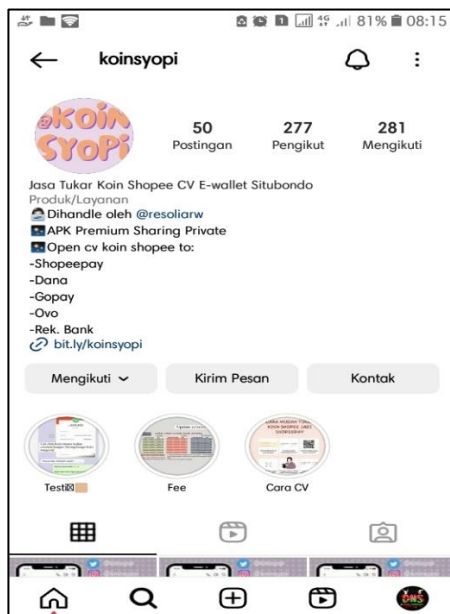 81% 08:15
koinsyopi
@KOIN
SYOPi
50 277 281
Postingan Pengikut Mengikuti
Jasa Tukar Koin Shopee CV E-wallet Situbondo
Produk/Layanan
Dihandle oleh @resoliarw
APK Premium Sharing Private
Open cv koin shopee to:
-Shopeepay
-Dana
-Gopay
-Ovo
-Rek. Bank
bit.ly/koinsyopi
Mengikuti Kirim Pesan Kontak
Testi Fee Cara CV